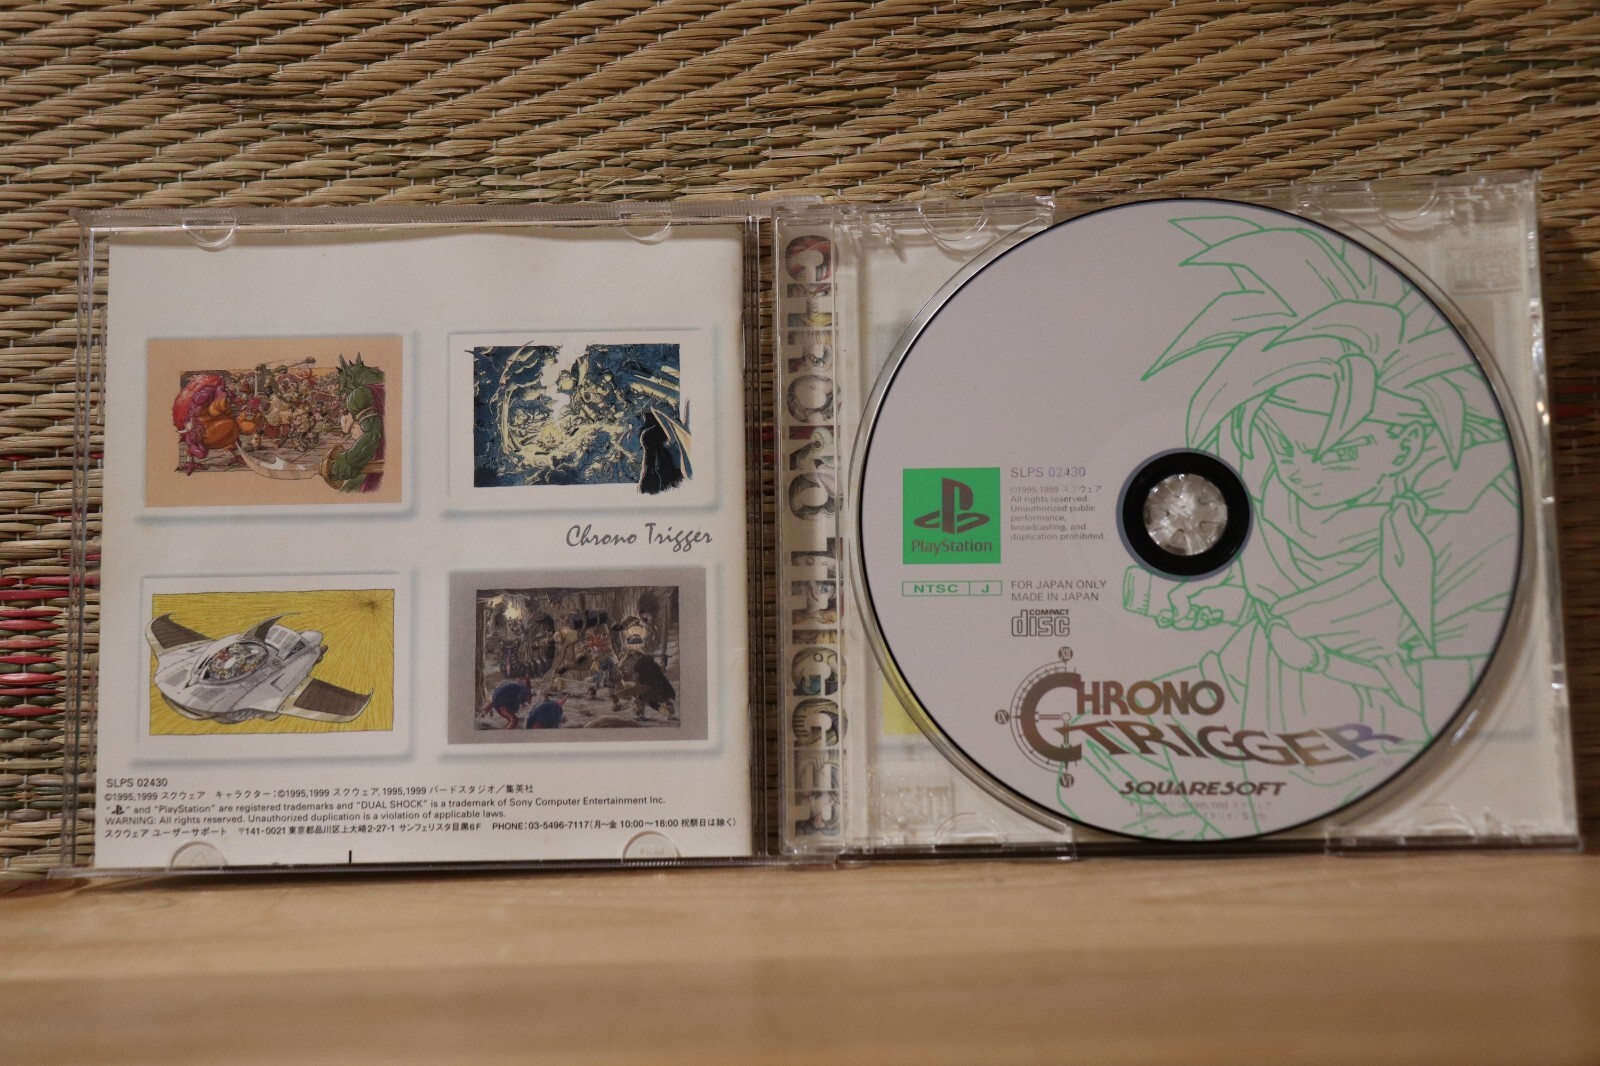 Chrono Trigger
SLPS 02430
©1995,1999 スクウェア キャラクター:©1995,1999 スクウェア,1995,1999 バードスタジオ/集英社
" " and "PlayStation" are registered trademarks and "DUAL SHOCK" is a trademark of Sony Computer Entertainment Inc.
WARNING: All rights reserved. Unauthorized duplication is a violation of applicable laws.
スクウェア ユーザーサポート 〒141-0021 東京都品川区上大崎2-27-1 サンフェリスタ目黒6F PHONE:03-5496-7117(月~金 10:00~18:00 祝祭日は除く)
CHRONO TRIGGER
PlayStation
NTSC J
SLPS 02430
©1995,1999 スクウェア
All rights reserved.
Unauthorized public
performance,
broadcasting, and
duplication prohibited.
FOR JAPAN ONLY
MADE IN JAPAN
COMPACT
disc
XII
IX
VI
CHRONO
TRIGGER
TM
SQUARESOFT